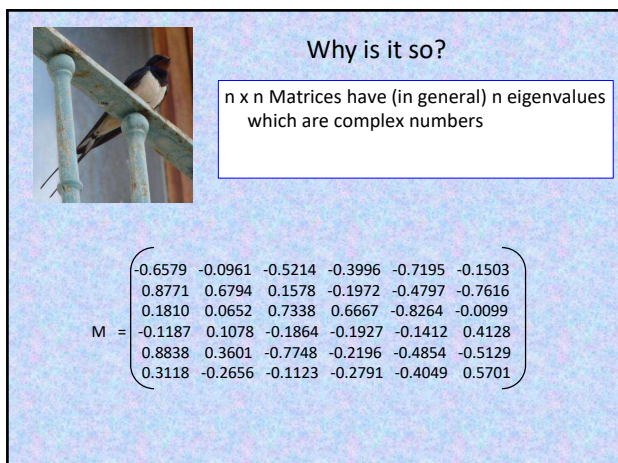 Why is it so?
n x n Matrices have (in general) n eigenvalues
which are complex numbers
-0.6579 -0.0961 -0.5214 -0.3996 -0.7195 -0.1503
0.8771 0.6794 0.1578 -0.1972 -0.4797 -0.7616
0.1810 0.0652 0.7338 0.6667 -0.8264 -0.0099
M = -0.1187 0.1078 -0.1864 -0.1927 -0.1412 0.4128
0.8838 0.3601 -0.7748 -0.2196 -0.4854 -0.5129
0.3118 -0.2656 -0.1123 -0.2791 -0.4049 0.5701